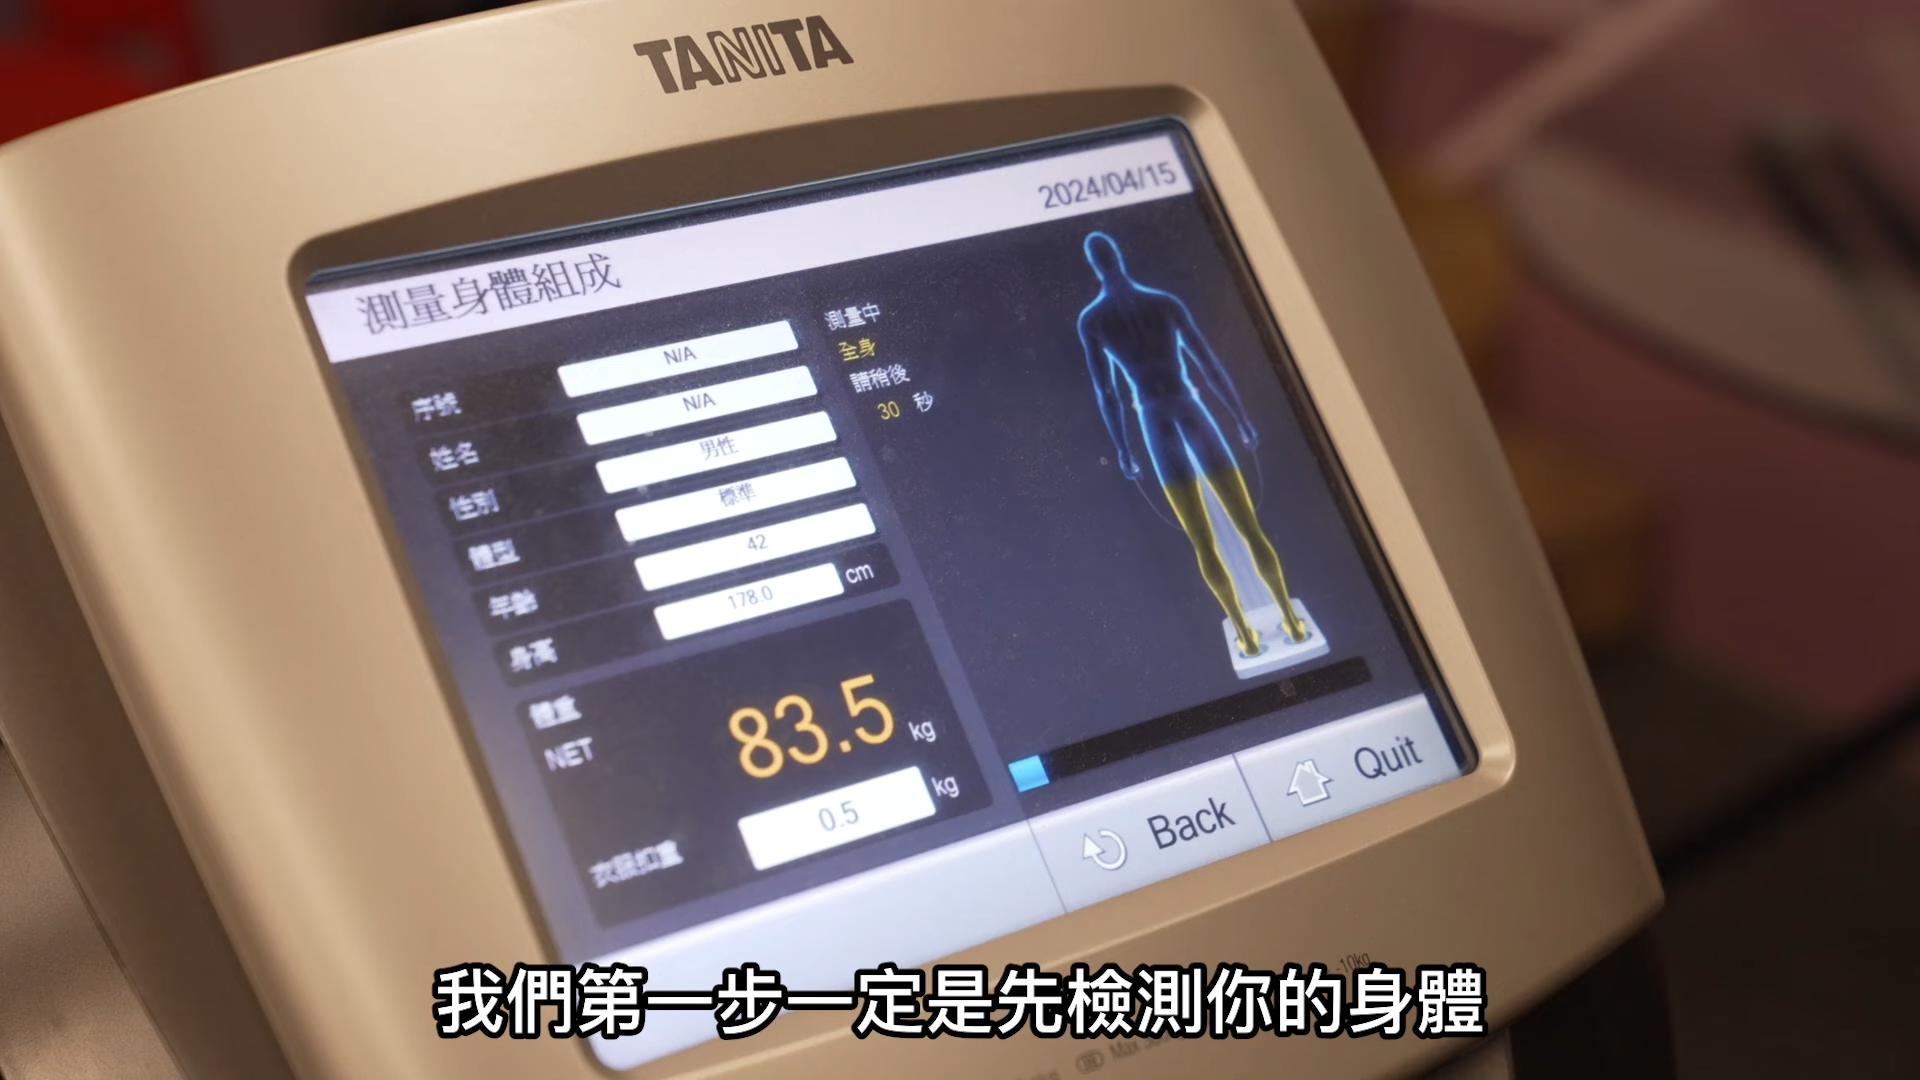 TANITA
2024/04/15
測量身體組成
序號 N/A
姓名 N/A
性別 男性
體型 標準
年齡 42
身高 178.0 cm
測量中
全身
請稍後
30 秒
體重
NET 83.5 kg
衣服扣重 0.5 kg
Back
Quit
-10kg
Max
我們第一步一定是先檢測你的身體